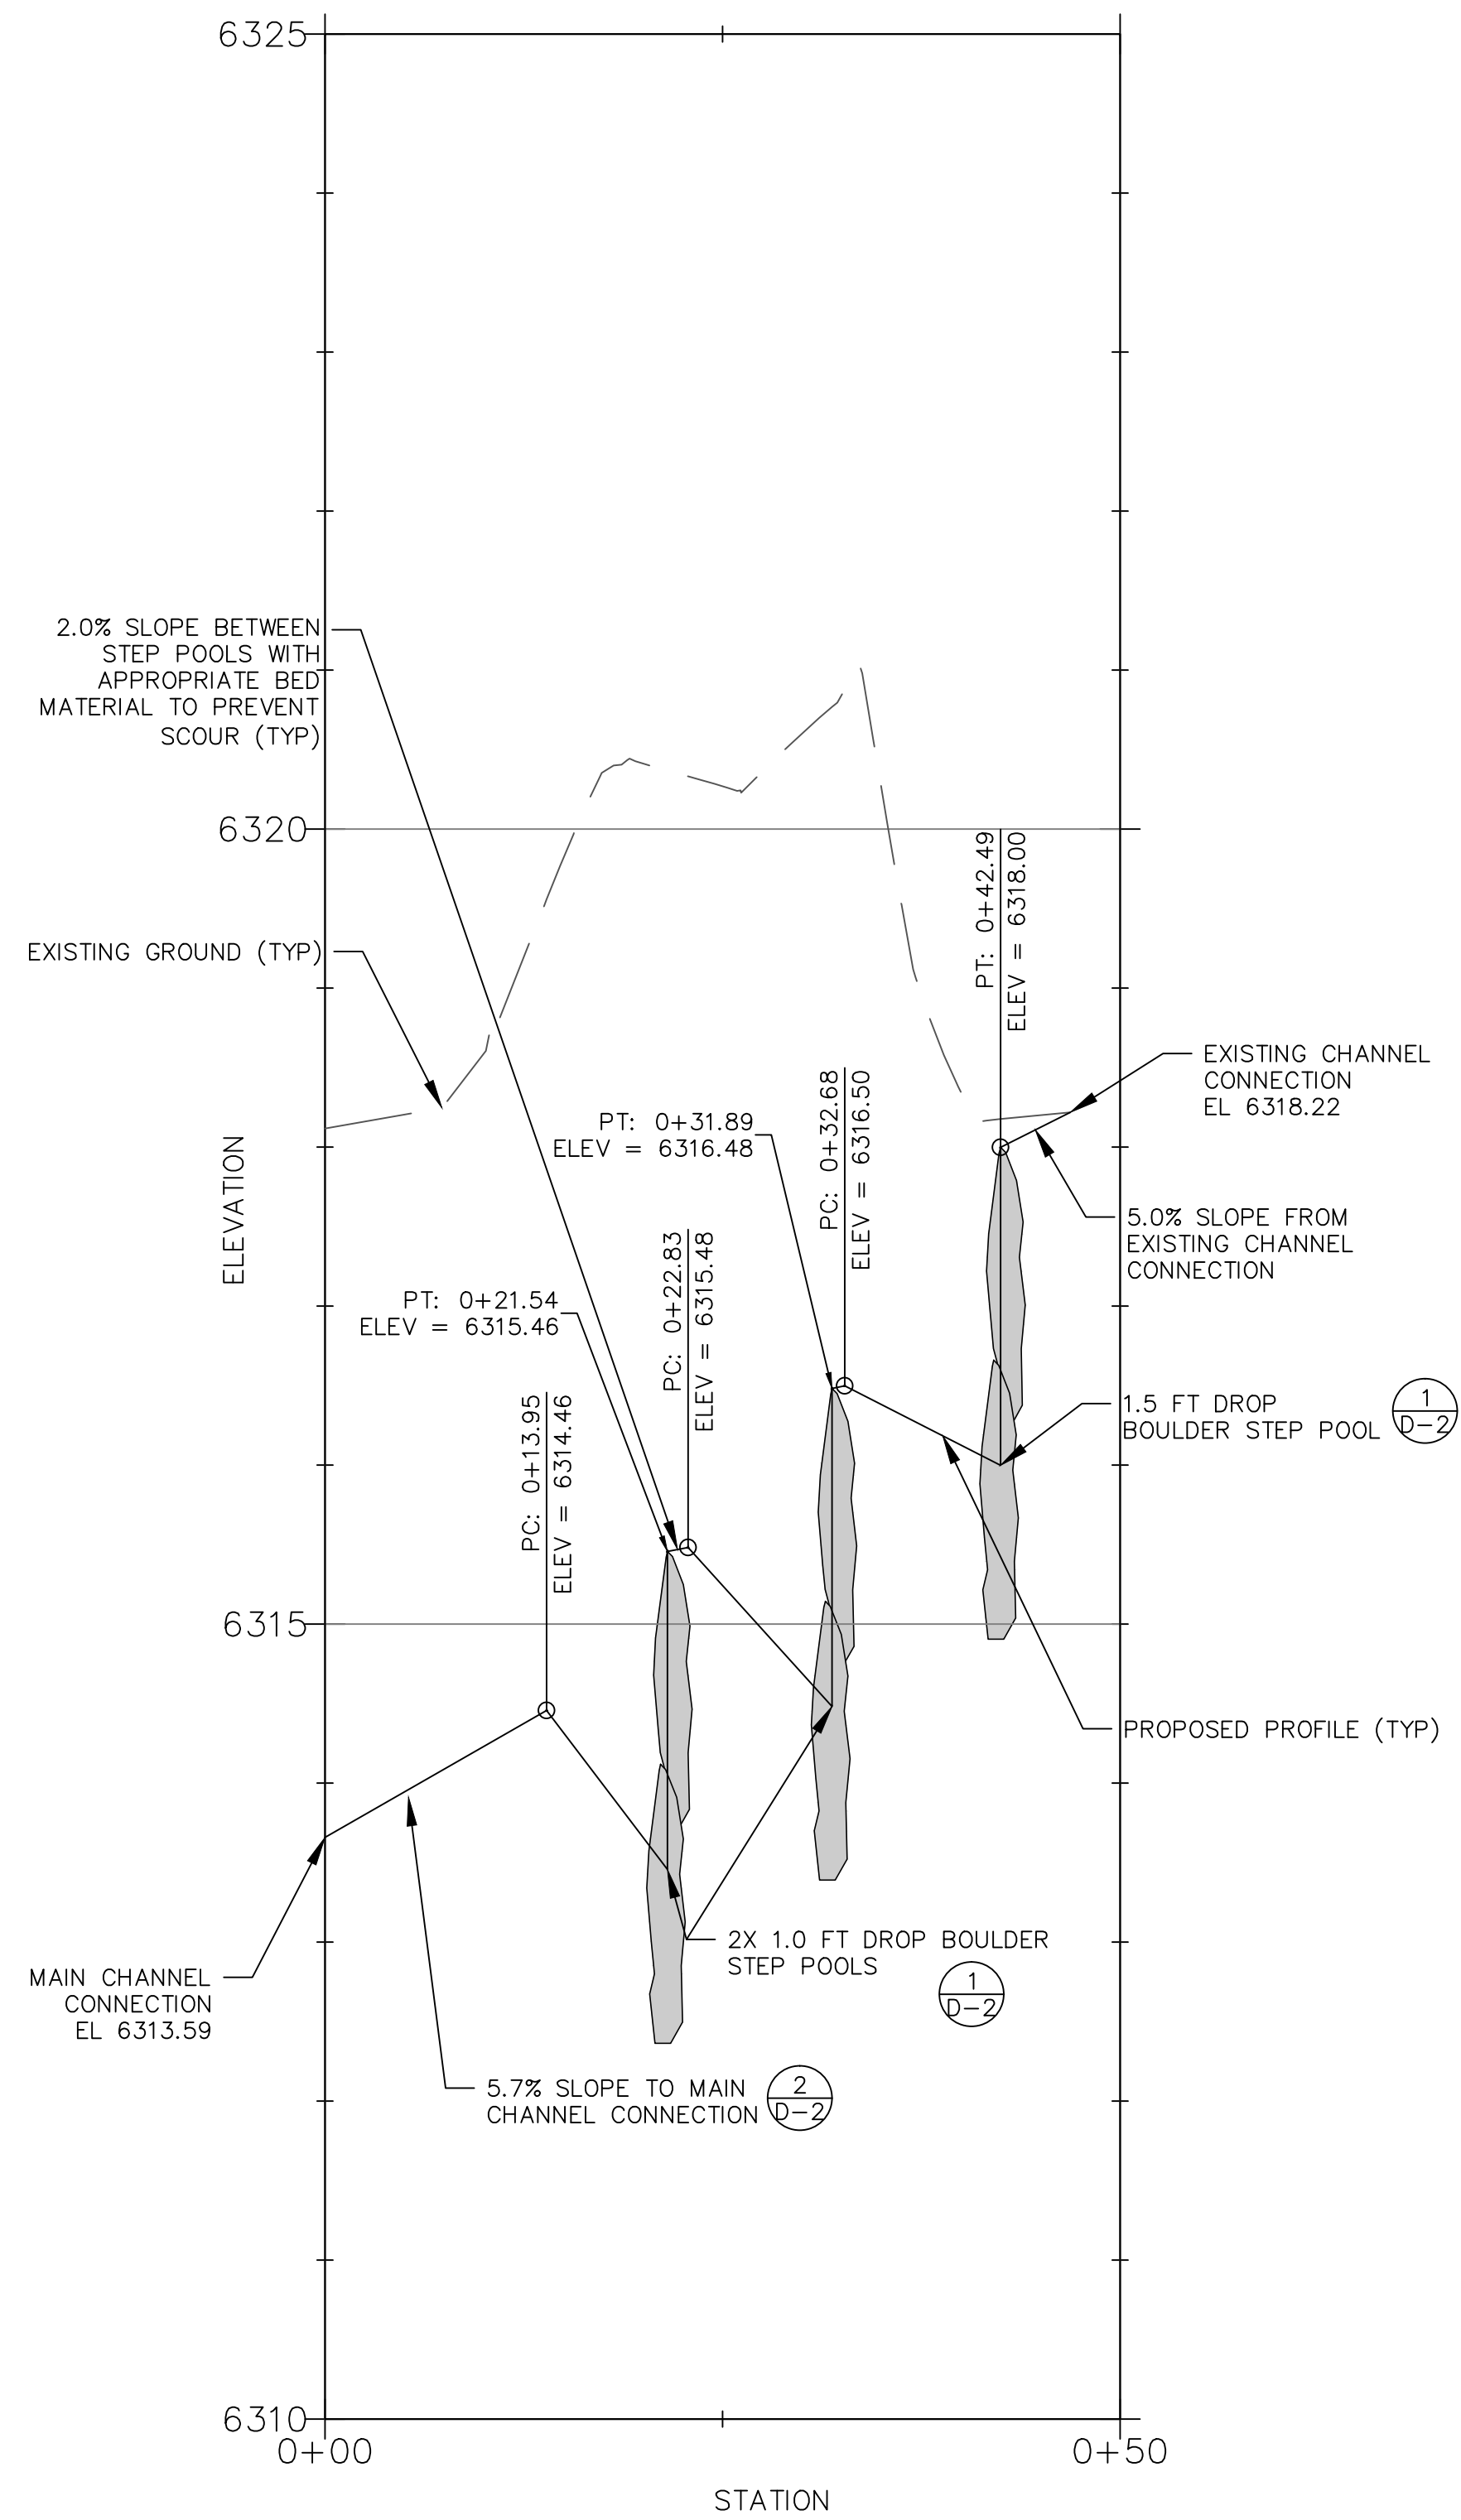 6325
2.0% SLOPE BETWEEN
STEP POOLS WITH
APPROPRIATE BED
MATERIAL TO PREVENT
SCOUR (TYP)
6320
EXISTING GROUND (TYP)
PT: 0+42.49
ELEV = 6318.00
EXISTING CHANNEL
CONNECTION
EL 6318.22
PT: 0+31.89
ELEV = 6316.48
PC: 0+32.68
ELEV = 6316.50
ELEVATION
5.0% SLOPE FROM
EXISTING CHANNEL
CONNECTION
PT: 0+21.54
ELEV = 6315.46
PC: 0+22.83
ELEV = 6315.48
PC: 0+13.95
ELEV = 6314.46
1.5 FT DROP
BOULDER STEP POOL
1
D-2
6315
PROPOSED PROFILE (TYP)
2X 1.0 FT DROP BOULDER
STEP POOLS
1
D-2
MAIN CHANNEL
CONNECTION
EL 6313.59
5.7% SLOPE TO MAIN
CHANNEL CONNECTION
2
D-2
6310
0+00
0+50
STATION